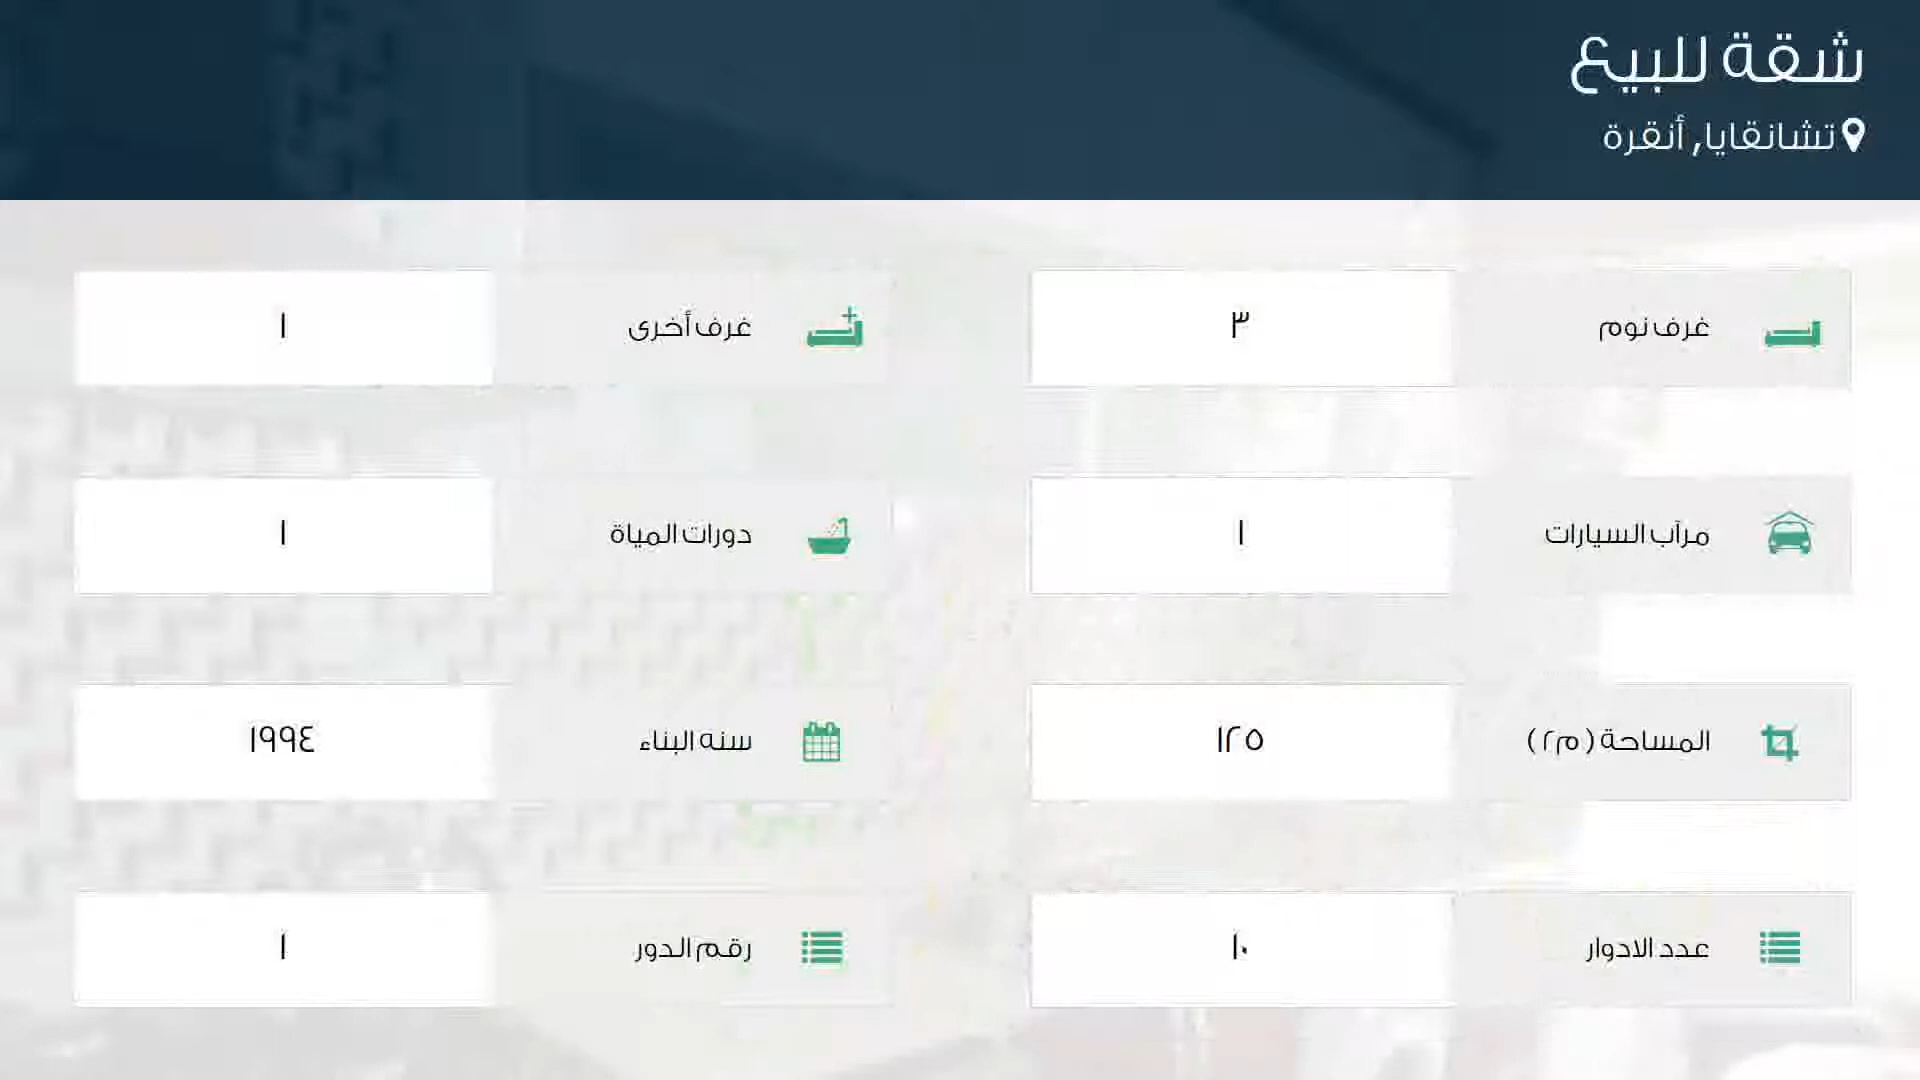 شقة للبيع
تشانقايا, أنقرة
غرف نوم ٣
غرف أخرى ١
مرآب السيارات ١
دورات المياة ١
المساحة (م٢) ١٢٥
سنه البناء ١٩٩٤
عدد الادوار ١٠
رقم الدور ١